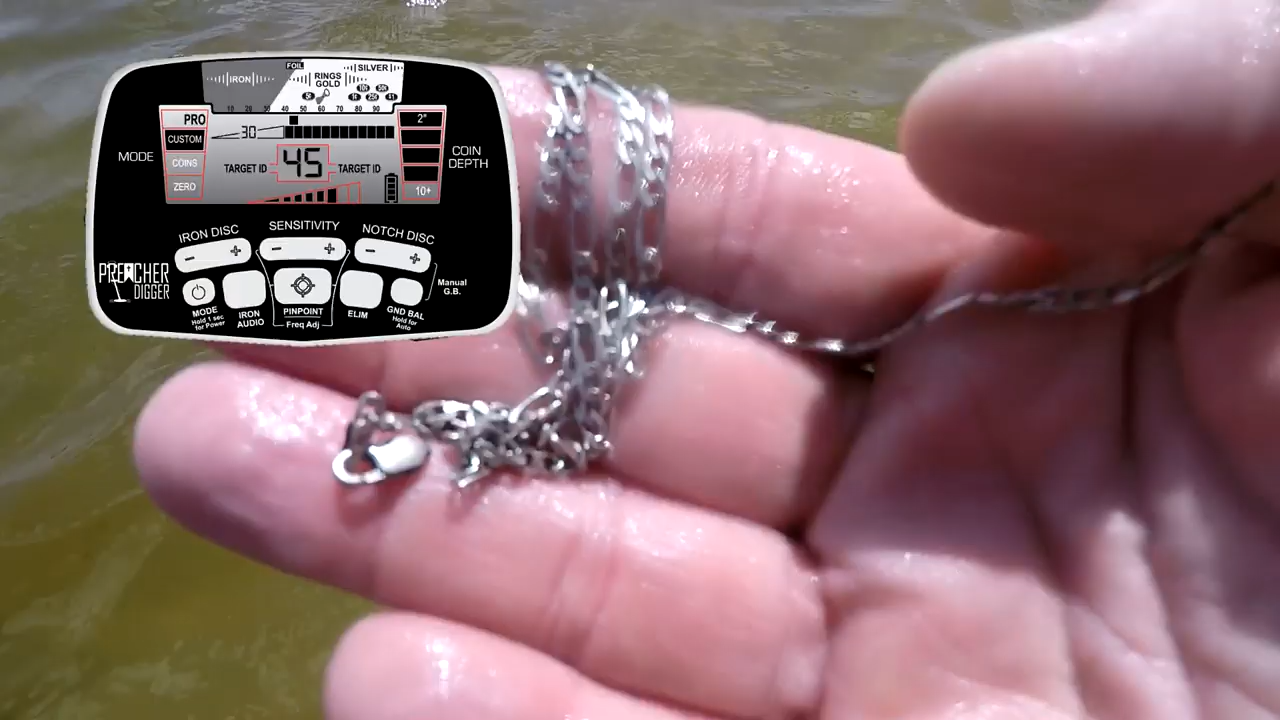 FOIL
IRON
RINGS
GOLD
SILVER
10 20 30 40 50 60 70 80 90
PRO
CUSTOM
COINS
ZERO
MODE
30
TARGET ID 45 TARGET ID
2"
10+
COIN
DEPTH
IRON DISC
SENSITIVITY
NOTCH DISC
- +
- +
- +
PREACHER
DIGGER
MODE
Hold 1 sec
for Power
IRON
AUDIO
PINPOINT
Freq Adj
ELIM
GND BAL
Hold for
Auto
Manual
G.B.